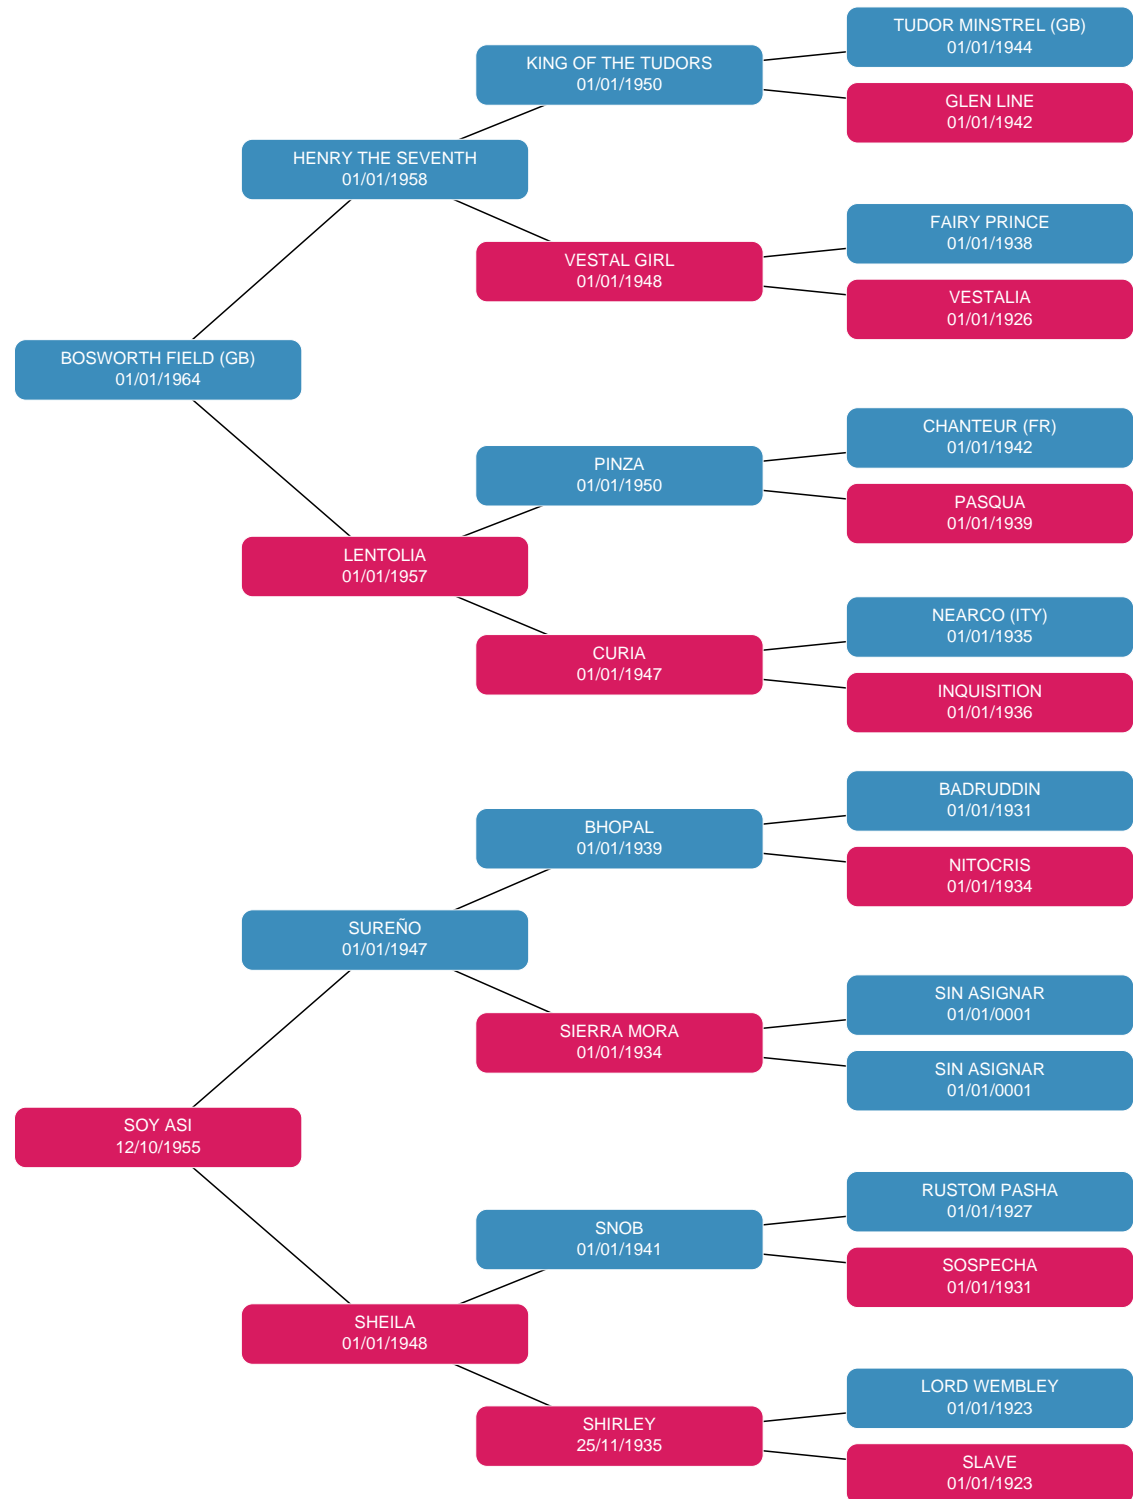 TUDOR MINSTREL (GB)
01/01/1944
KING OF THE TUDORS
01/01/1950
GLEN LINE
01/01/1942
HENRY THE SEVENTH
01/01/1958
FAIRY PRINCE
01/01/1938
VESTAL GIRL
01/01/1948
VESTALIA
01/01/1926
BOSWORTH FIELD (GB)
01/01/1964
CHANTEUR (FR)
01/01/1942
PINZA
01/01/1950
PASQUA
01/01/1939
LENTOLIA
01/01/1957
NEARCO (ITY)
01/01/1935
CURIA
01/01/1947
INQUISITION
01/01/1936
BADRUDDIN
01/01/1931
BHOPAL
01/01/1939
NITOCRIS
01/01/1934
SUREÑO
01/01/1947
SIN ASIGNAR
01/01/0001
SIERRA MORA
01/01/1934
SIN ASIGNAR
01/01/0001
SOY ASI
12/10/1955
RUSTOM PASHA
01/01/1927
SNOB
01/01/1941
SOSPECHA
01/01/1931
SHEILA
01/01/1948
LORD WEMBLEY
01/01/1923
SHIRLEY
25/11/1935
SLAVE
01/01/1923